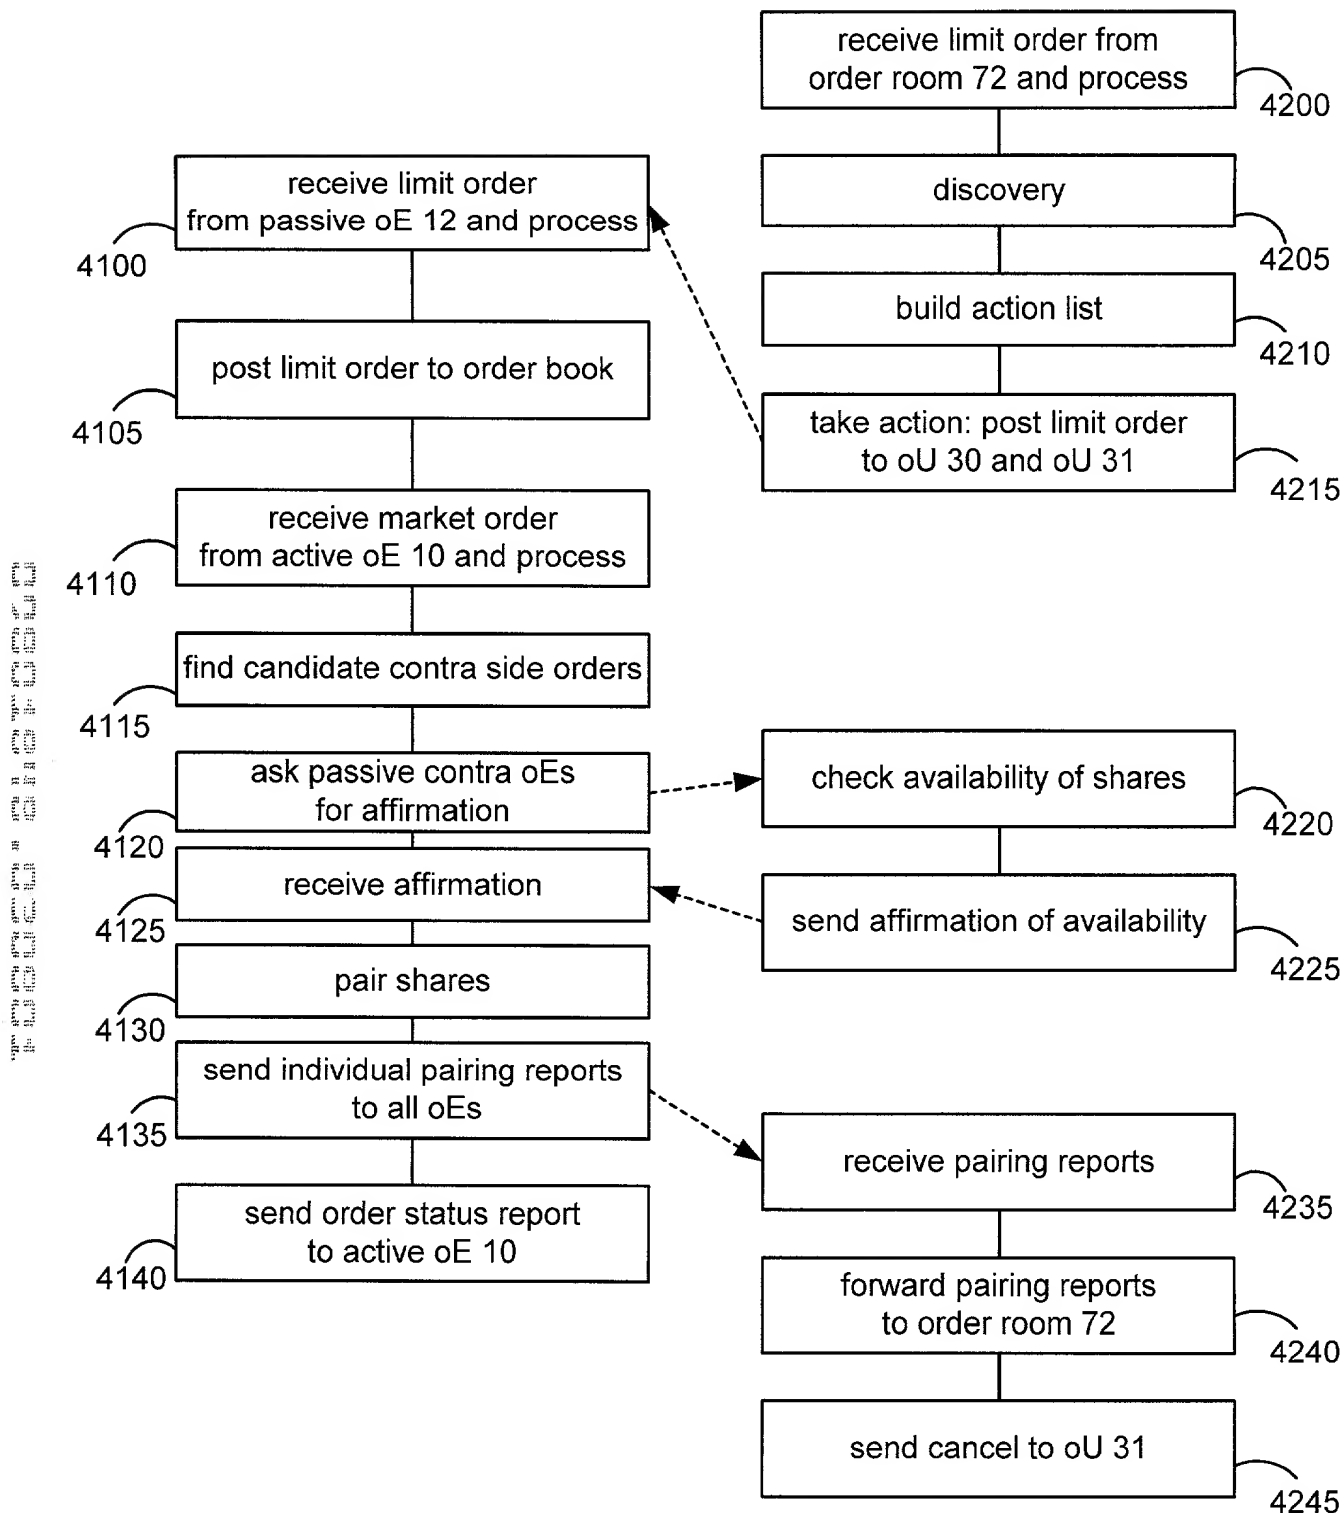 receive limit order
from passive oE 12 and process
4100
post limit order to order book
4105
receive market order
from active oE 10 and process
4110
find candidate contra side orders
4115
ask passive contra oEs
for affirmation
4120
receive affirmation
4125
pair shares
4130
send individual pairing reports
to all oEs
4135
send order status report
to active oE 10
4140
receive limit order from
order room 72 and process
4200
discovery
4205
build action list
4210
take action: post limit order
to oU 30 and oU 31
4215
check availability of shares
4220
send affirmation of availability
4225
receive pairing reports
4235
forward pairing reports
to order room 72
4240
send cancel to oU 31
4245